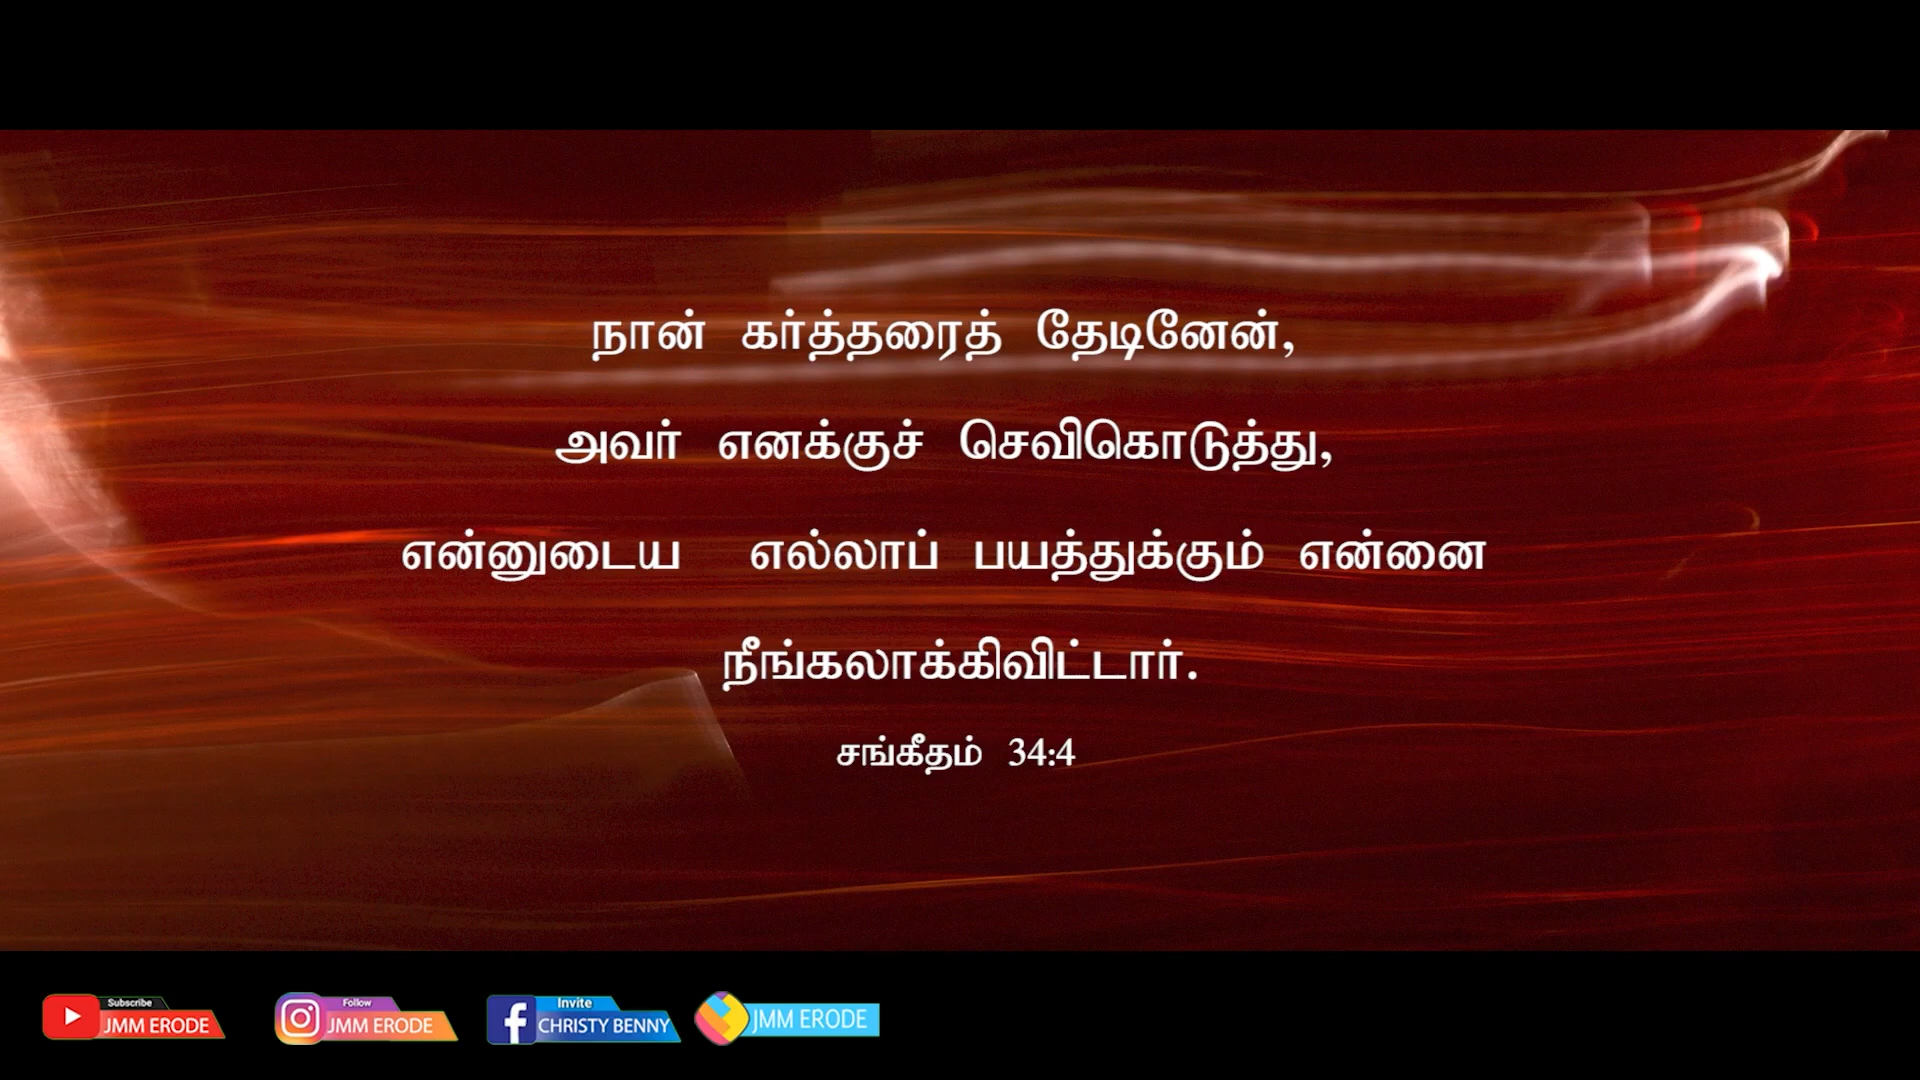 நான் கர்த்தரைத் தேடினேன்,
அவர் எனக்குச் செவிகொடுத்து,
என்னுடைய எல்லாப் பயத்துக்கும் என்னை
நீங்கலாக்கிவிட்டார்.
சங்கீதம் 34:4
Subscribe
JMM ERODE
Follow
JMM ERODE
Invite
CHRISTY BENNY
JMM ERODE